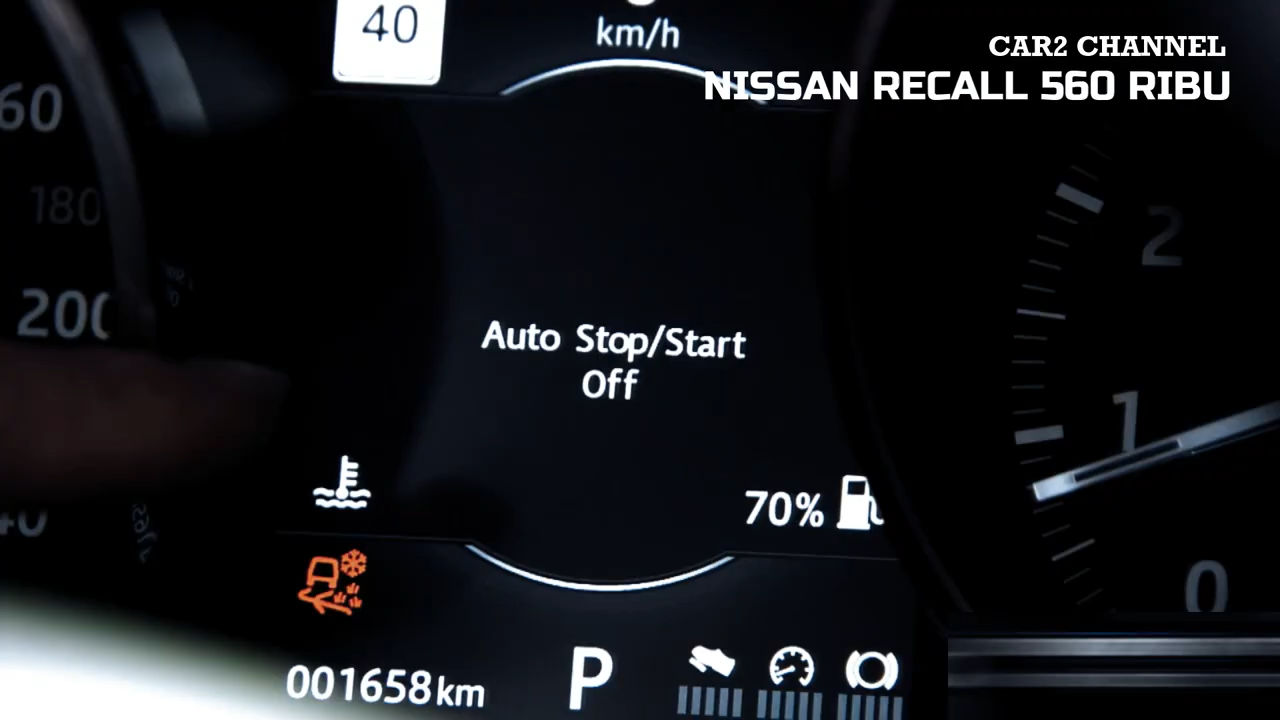 40
km/h
CAR2 CHANNEL
NISSAN RECALL 560 RIBU
60
180
200
2
Auto Stop/Start
Off
1
70%
0
001658km
P